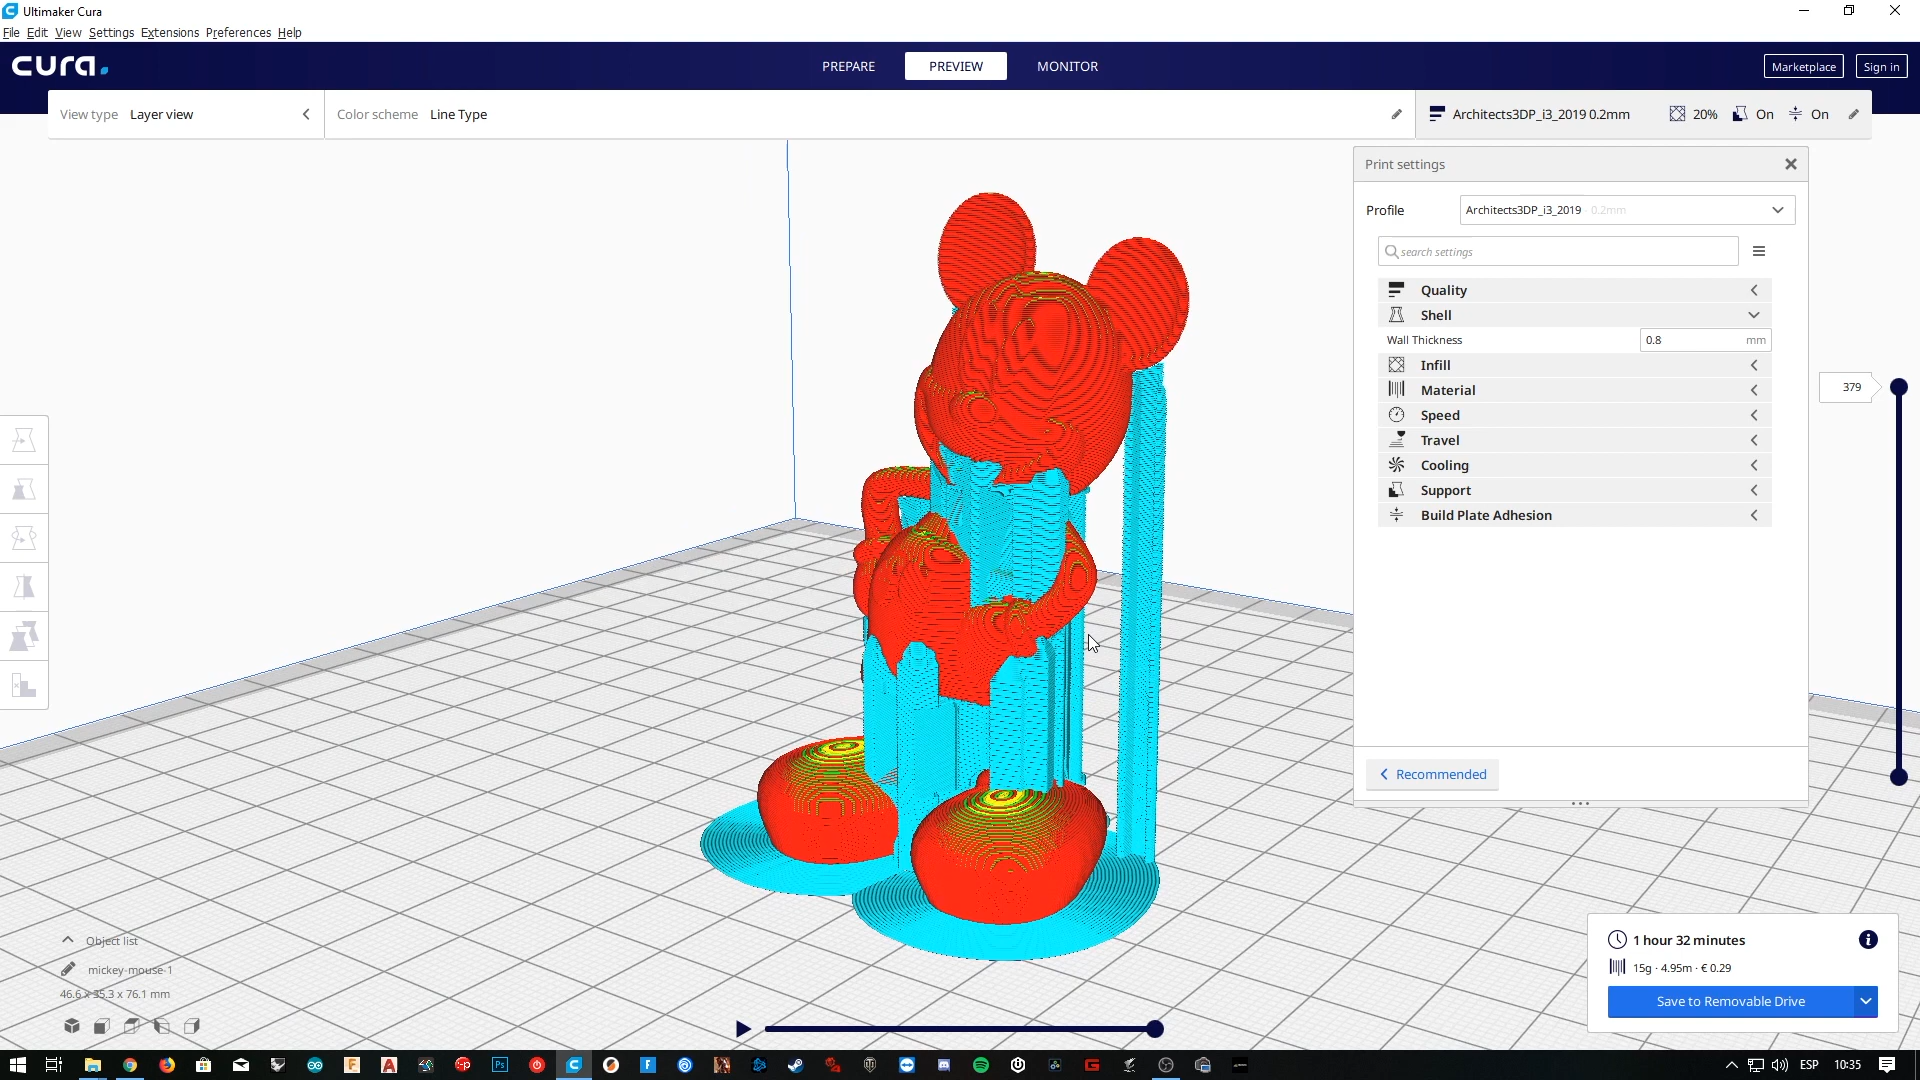 Ultimaker Cura
File Edit View Settings Extensions Preferences Help
cura.
PREPARE PREVIEW MONITOR
Marketplace Sign in
View type Layer view
Color scheme Line Type
Architects3DP_i3_2019 0.2mm 20% On On
Print settings
Profile Architects3DP_i3_2019 - 0.2mm
search settings
Quality
Shell
Wall Thickness 0.8 mm
Infill
Material
Speed
Travel
Cooling
Support
Build Plate Adhesion
379
Recommended
Object list
mickey-mouse-1
46.6 x 35.3 x 76.1 mm
1 hour 32 minutes
15g · 4.95m · € 0.29
Save to Removable Drive
ESP 10:35